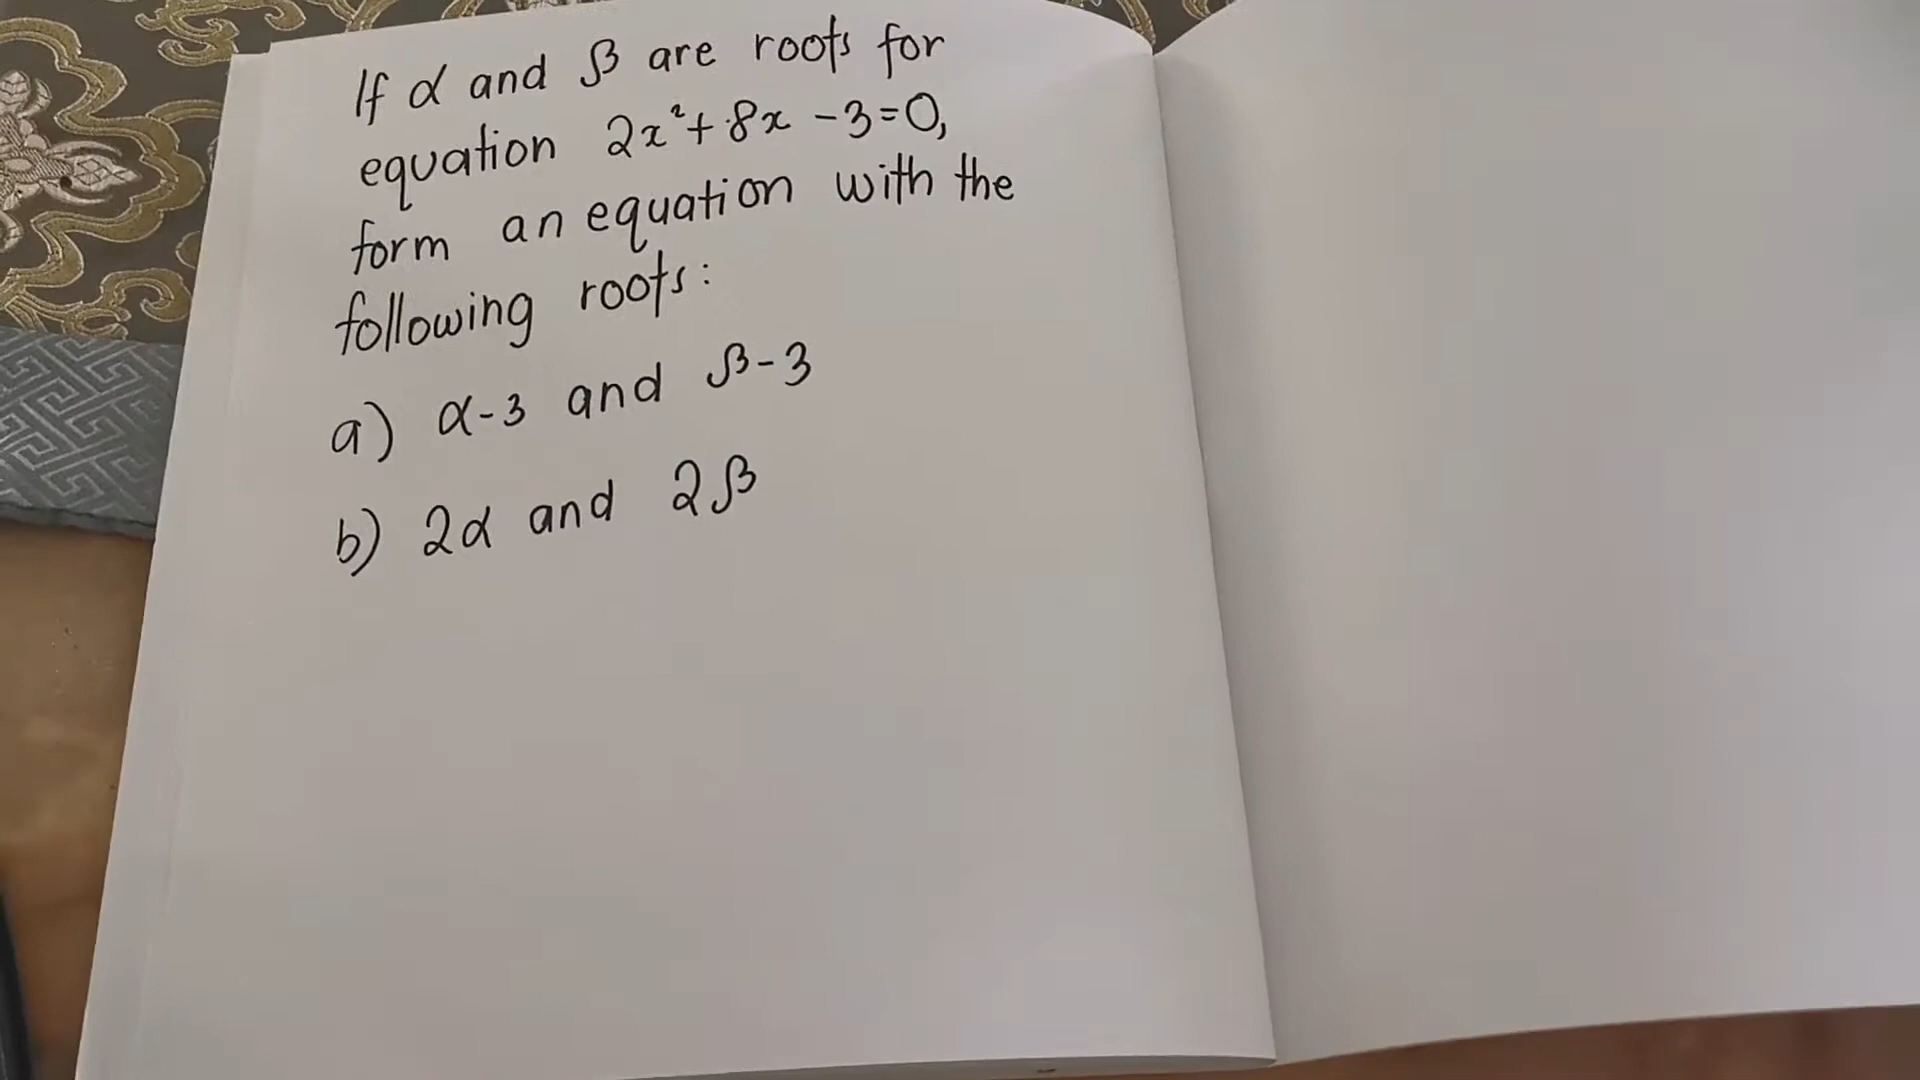 If α and β are roots for
equation 2x²+8x -3=0,
form an equation with the
following roots:
a) α-3 and β-3
b) 2α and 2β